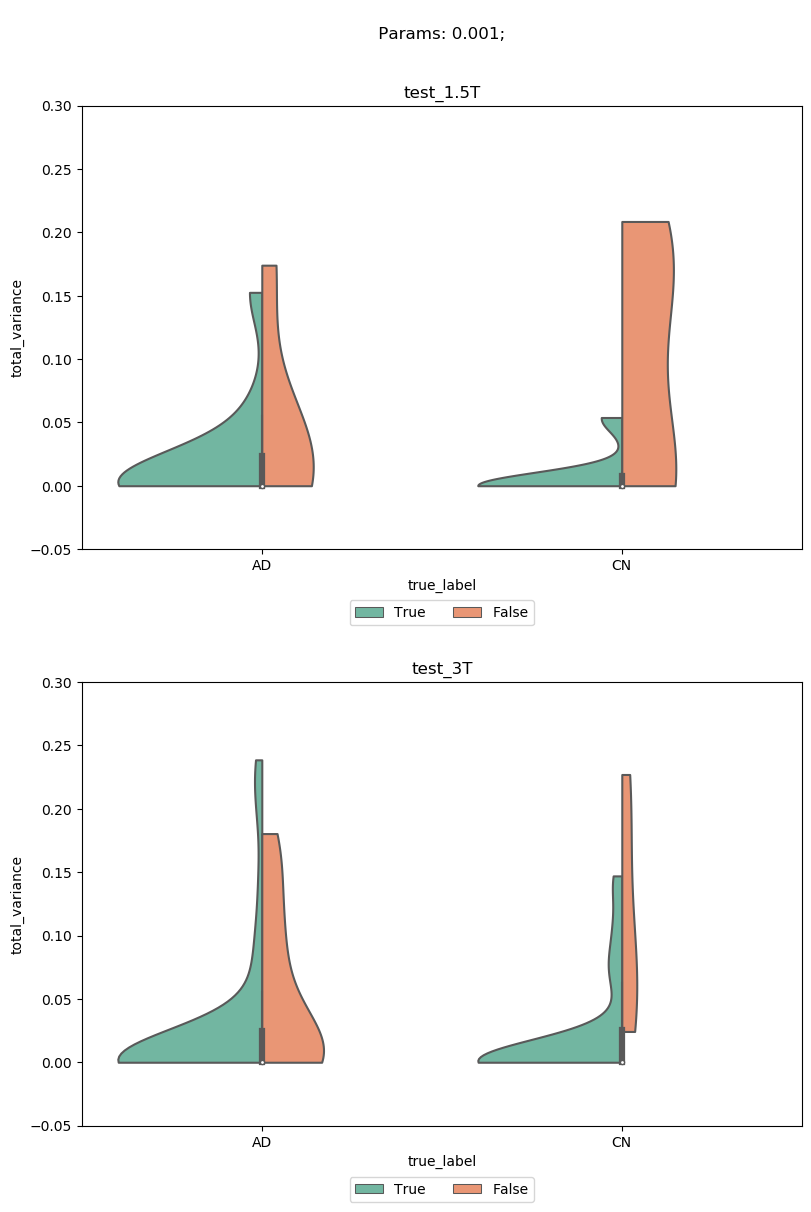 Params: 0.001;
test_1.5T
0.30
0.25
0.20
0.15
0.10
0.05
0.00
−0.05
total_variance
AD CN
true_label
True False
test_3T
0.30
0.25
0.20
0.15
0.10
0.05
0.00
−0.05
total_variance
AD CN
true_label
True False